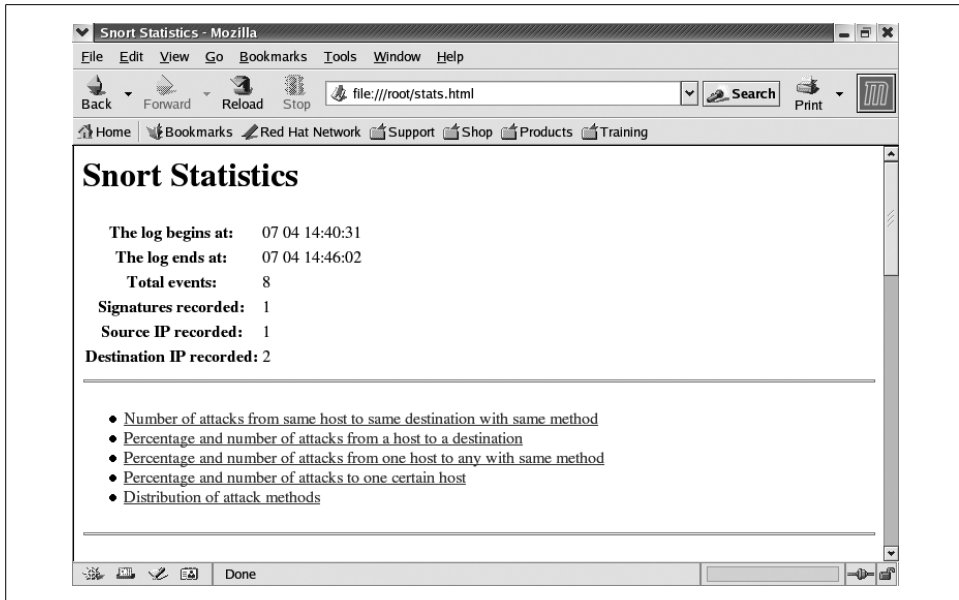 Snort Statistics - Mozilla
File Edit View Go Bookmarks Tools Window Help
Back Forward Reload Stop file:///root/stats.html Search Print
Home Bookmarks Red Hat Network Support Shop Products Training
Snort Statistics
The log begins at: 07 04 14:40:31
The log ends at: 07 04 14:46:02
Total events: 8
Signatures recorded: 1
Source IP recorded: 1
Destination IP recorded: 2
Number of attacks from same host to same destination with same method
Percentage and number of attacks from a host to a destination
Percentage and number of attacks from one host to any with same method
Percentage and number of attacks to one certain host
Distribution of attack methods
Done